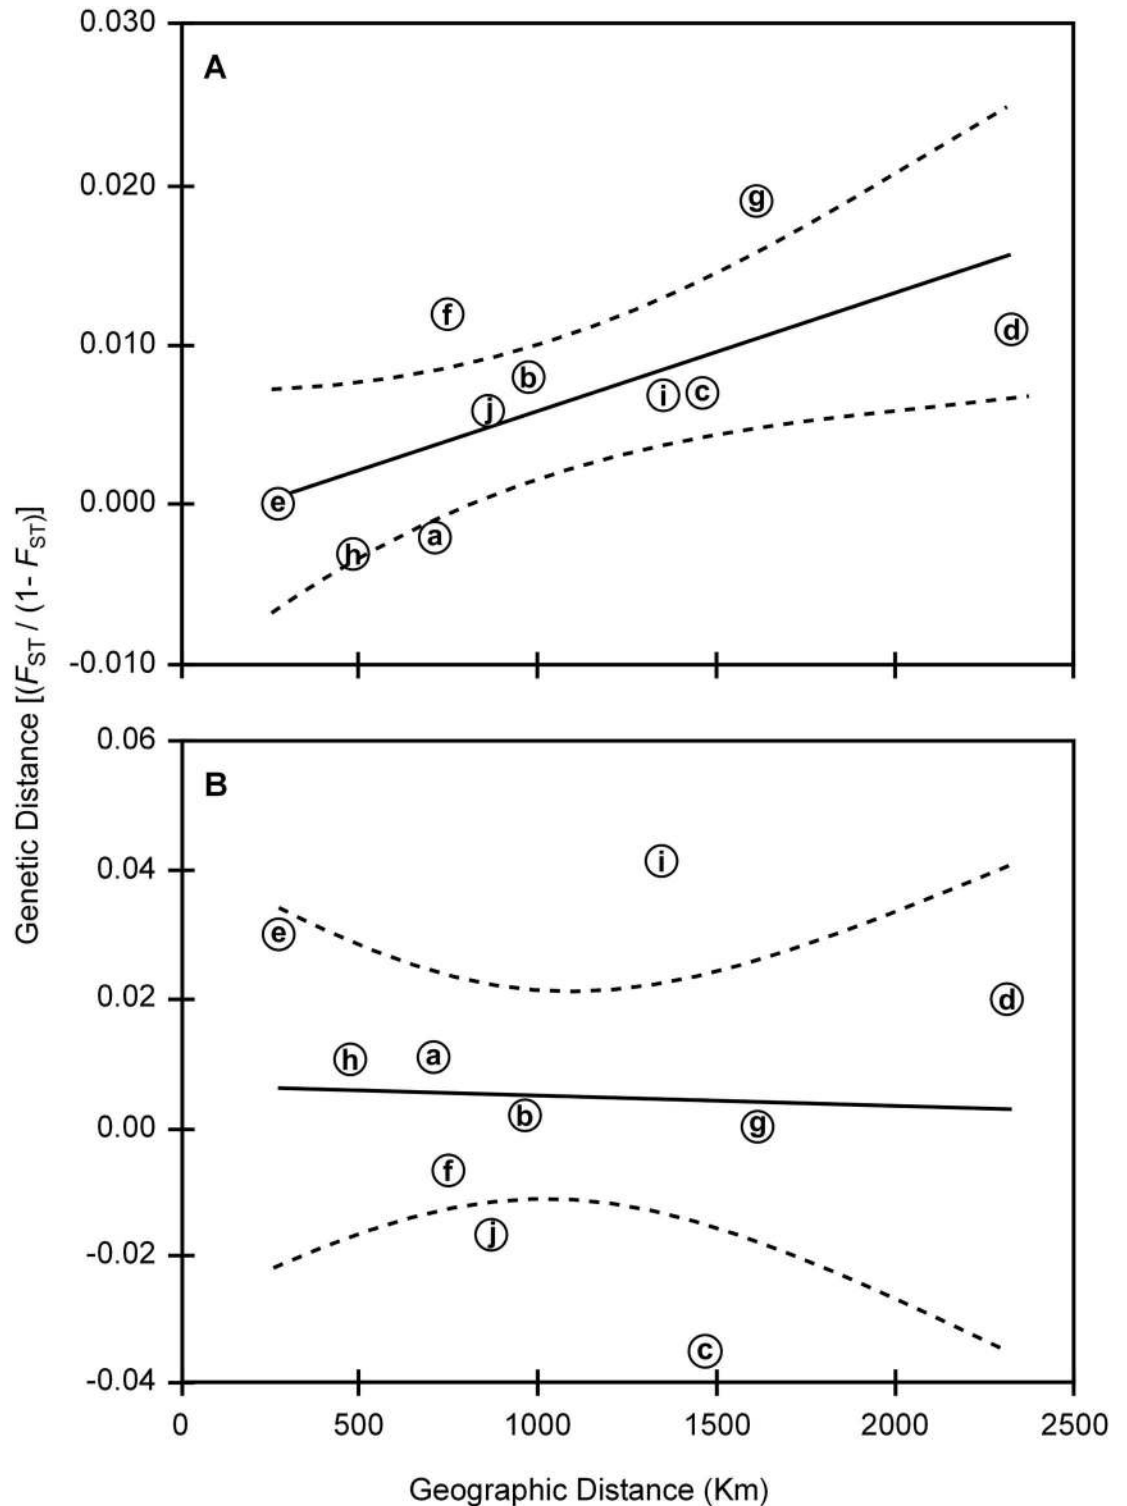 Genetic Distance [(FST / (1- FST)]
0.030
A
0.020
g
f
0.010
d
b
i
c
j
0.000
e
a
h
-0.010
0.06
B
0.04
i
e
0.02
d
h
a
b
0.00
g
f
-0.02
j
c
-0.04
0 500 1000 1500 2000 2500
Geographic Distance (Km)